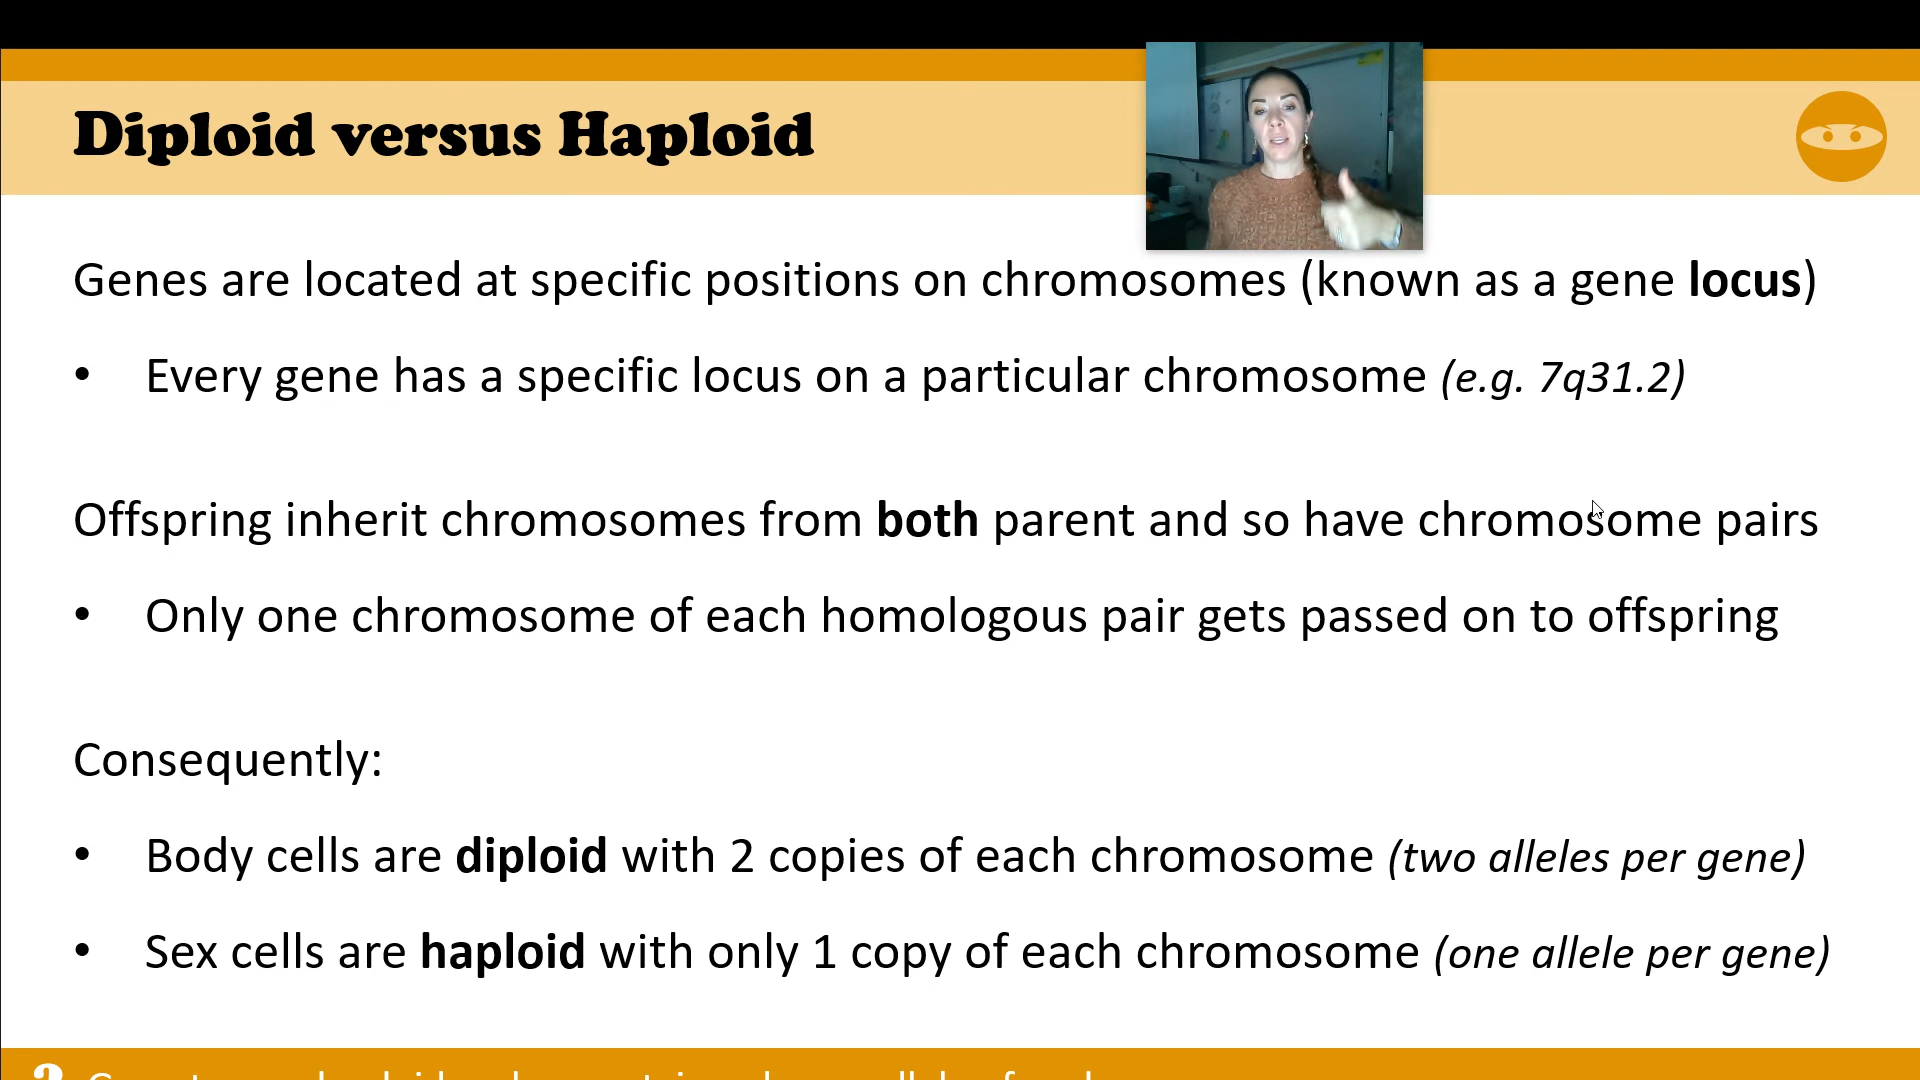 Diploid versus Haploid
Genes are located at specific positions on chromosomes (known as a gene locus)
• Every gene has a specific locus on a particular chromosome (e.g. 7q31.2)
Offspring inherit chromosomes from both parent and so have chromosome pairs
• Only one chromosome of each homologous pair gets passed on to offspring
Consequently:
• Body cells are diploid with 2 copies of each chromosome (two alleles per gene)
• Sex cells are haploid with only 1 copy of each chromosome (one allele per gene)